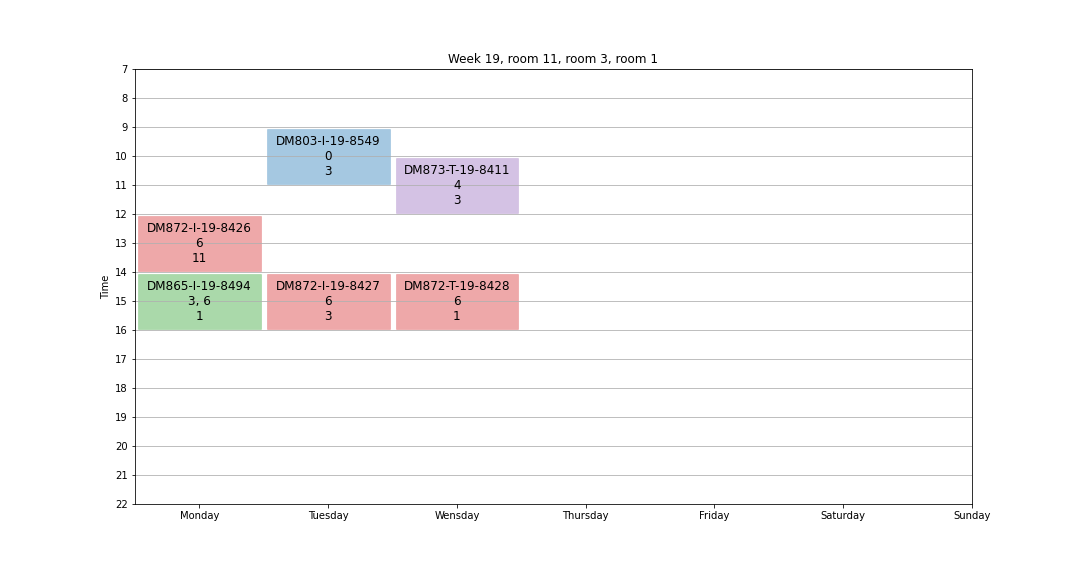 Week 19, room 11, room 3, room 1
Time
7
8
9
10
11
12
13
14
15
16
17
18
19
20
21
22
DM803-I-19-8549
0
3
DM873-T-19-8411
4
3
DM872-I-19-8426
6
11
DM865-I-19-8494
3, 6
1
DM872-I-19-8427
6
3
DM872-T-19-8428
6
1
Monday
Tuesday
Wensday
Thursday
Friday
Saturday
Sunday